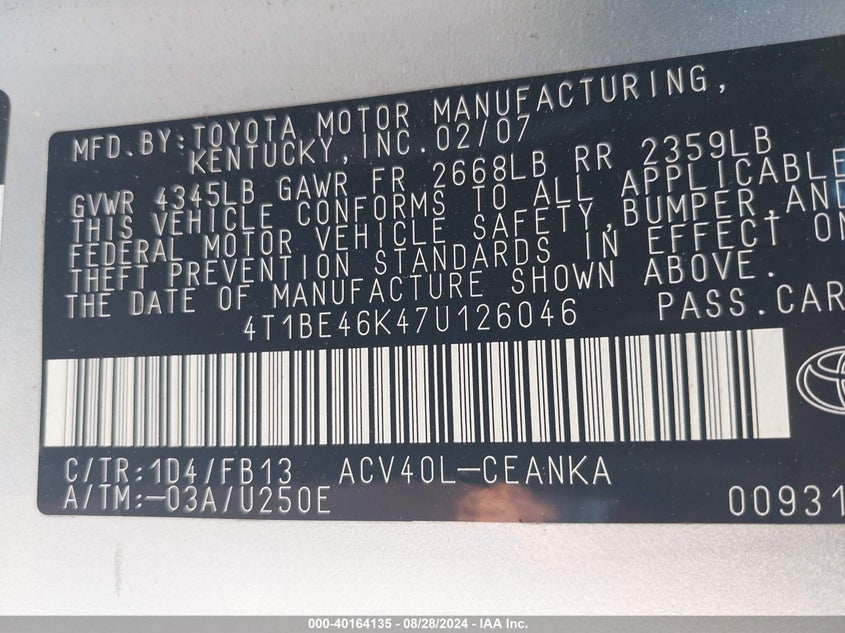 MFD.BY:TOYOTA MOTOR MANUFACTURING,
KENTUCKY,INC.02/07
GVWR 4345LB GAWR FR 2668LB RR 2359LB
THIS VEHICLE CONFORMS TO ALL APPLICABLE
FEDERAL MOTOR VEHICLE SAFETY,BUMPER,AN
THEFT PREVENTION STANDARDS IN EFFECT ON
THE DATE OF MANUFACTURE SHOWN ABOVE.
4T1BE46K47U126046 PASS.CAR
C/TR:1D4/FB13 ACV40L-CEANKA
A/TM:-03A/U250E 00931
000-40164135 - 08/28/2024 - © IAA, Inc.